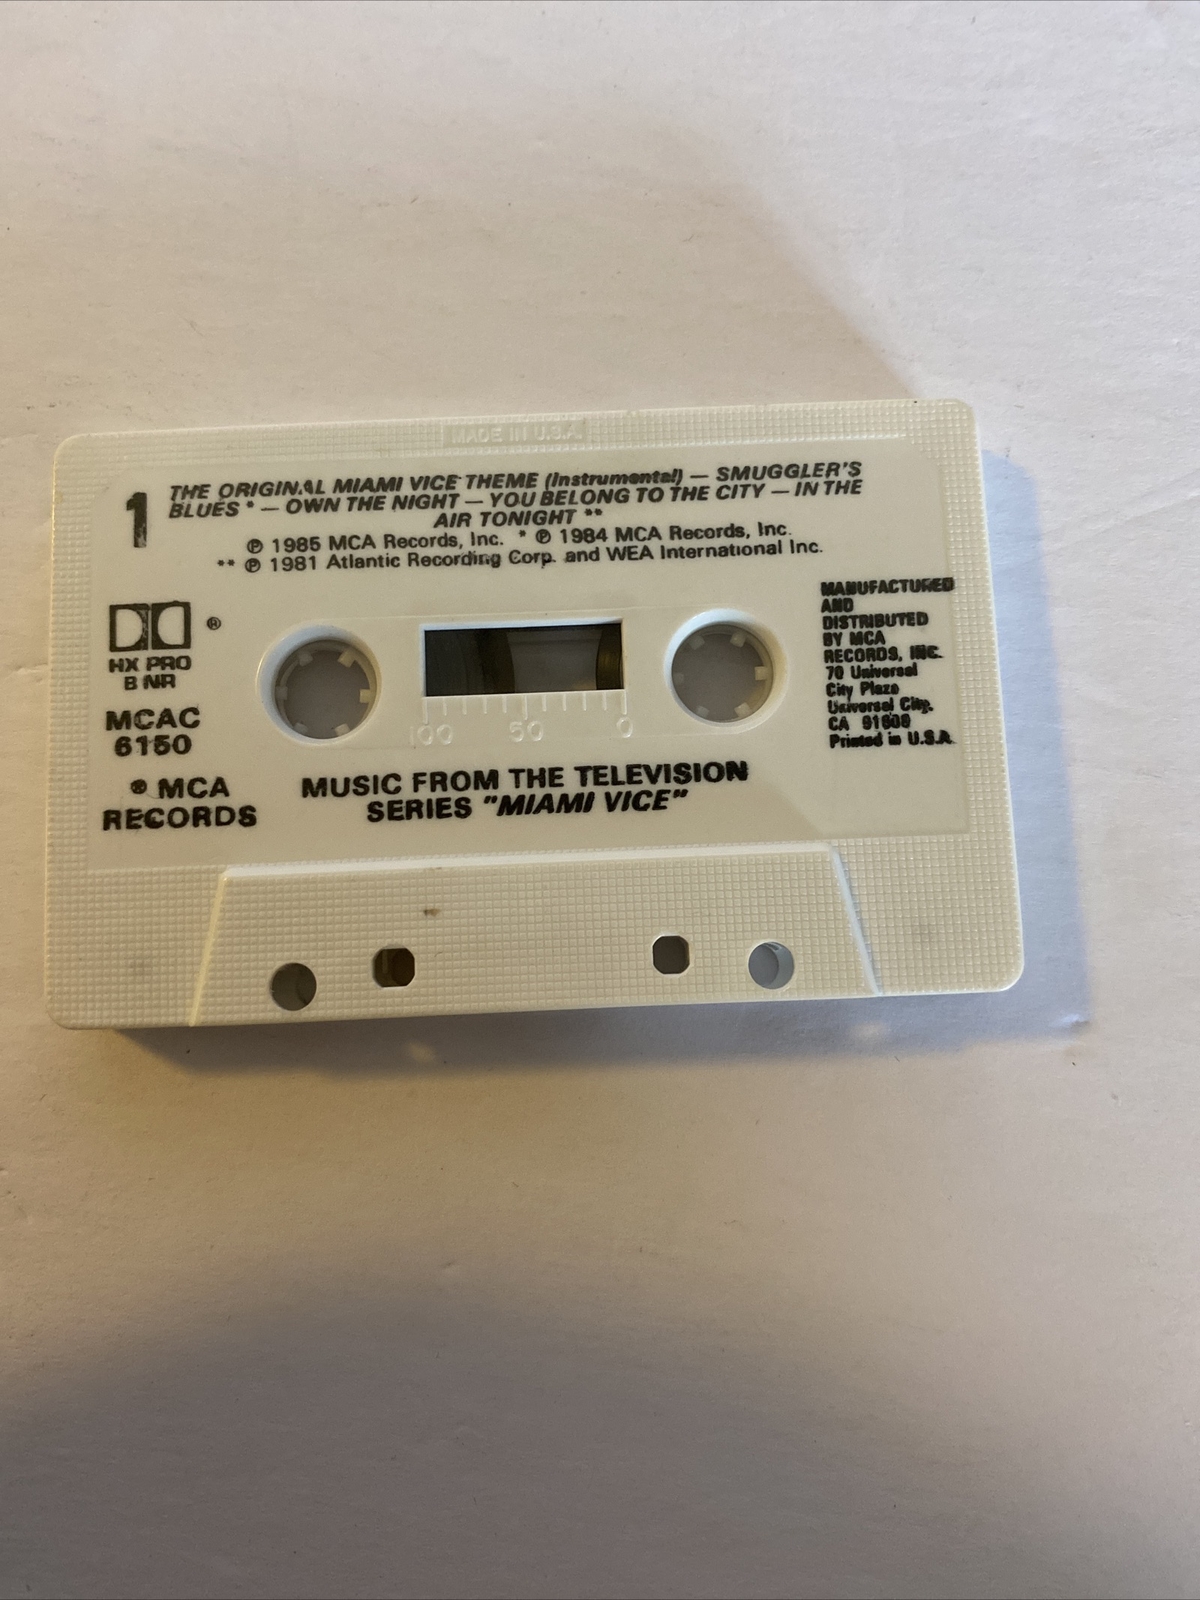 MADE IN U.S.A.
1
THE ORIGINAL MIAMI VICE THEME (Instrumental) — SMUGGLER'S
BLUES * — OWN THE NIGHT — YOU BELONG TO THE CITY — IN THE
AIR TONIGHT **
℗ 1985 MCA Records, Inc. * ℗ 1984 MCA Records, Inc.
** ℗ 1981 Atlantic Recording Corp. and WEA International Inc.
®
HX PRO
B NR
MCAC
6150
® MCA
RECORDS
100 50 0
MANUFACTURED
AND
DISTRIBUTED
BY MCA
RECORDS, INC.
70 Universal
City Plaza
Universal City,
CA 91608
Printed in U.S.A.
MUSIC FROM THE TELEVISION
SERIES "MIAMI VICE"